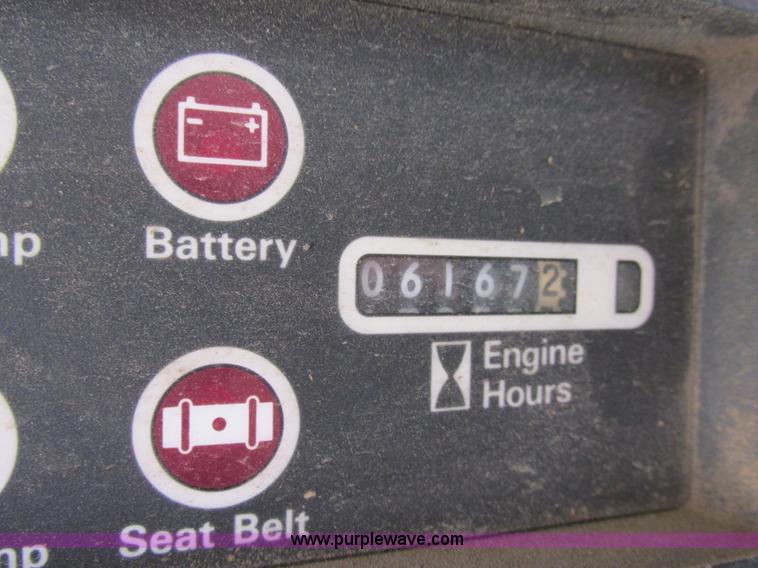 Battery
061672
Engine
Hours
Seat Belt
www.purplewave.com